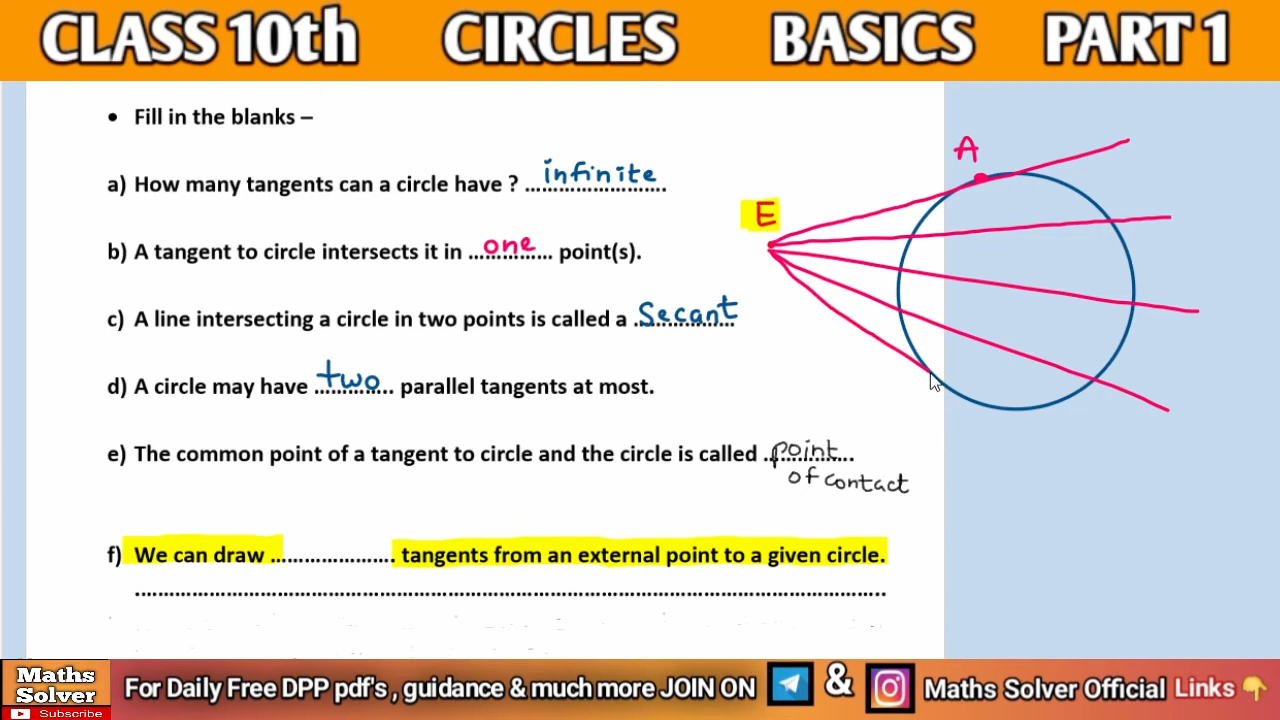 CLASS 10th CIRCLES BASICS PART 1
• Fill in the blanks –
a) How many tangents can a circle have ? ...infinite...
b) A tangent to circle intersects it in ...one... point(s).
c) A line intersecting a circle in two points is called a ...Secant...
d) A circle may have ...two... parallel tangents at most.
e) The common point of a tangent to circle and the circle is called ...point
of contact
f) We can draw ..................... tangents from an external point to a given circle.
................................................................................
A
E
Maths
Solver
Subscribe
For Daily Free DPP pdf's , guidance & much more JOIN ON & Maths Solver Official Links 👇